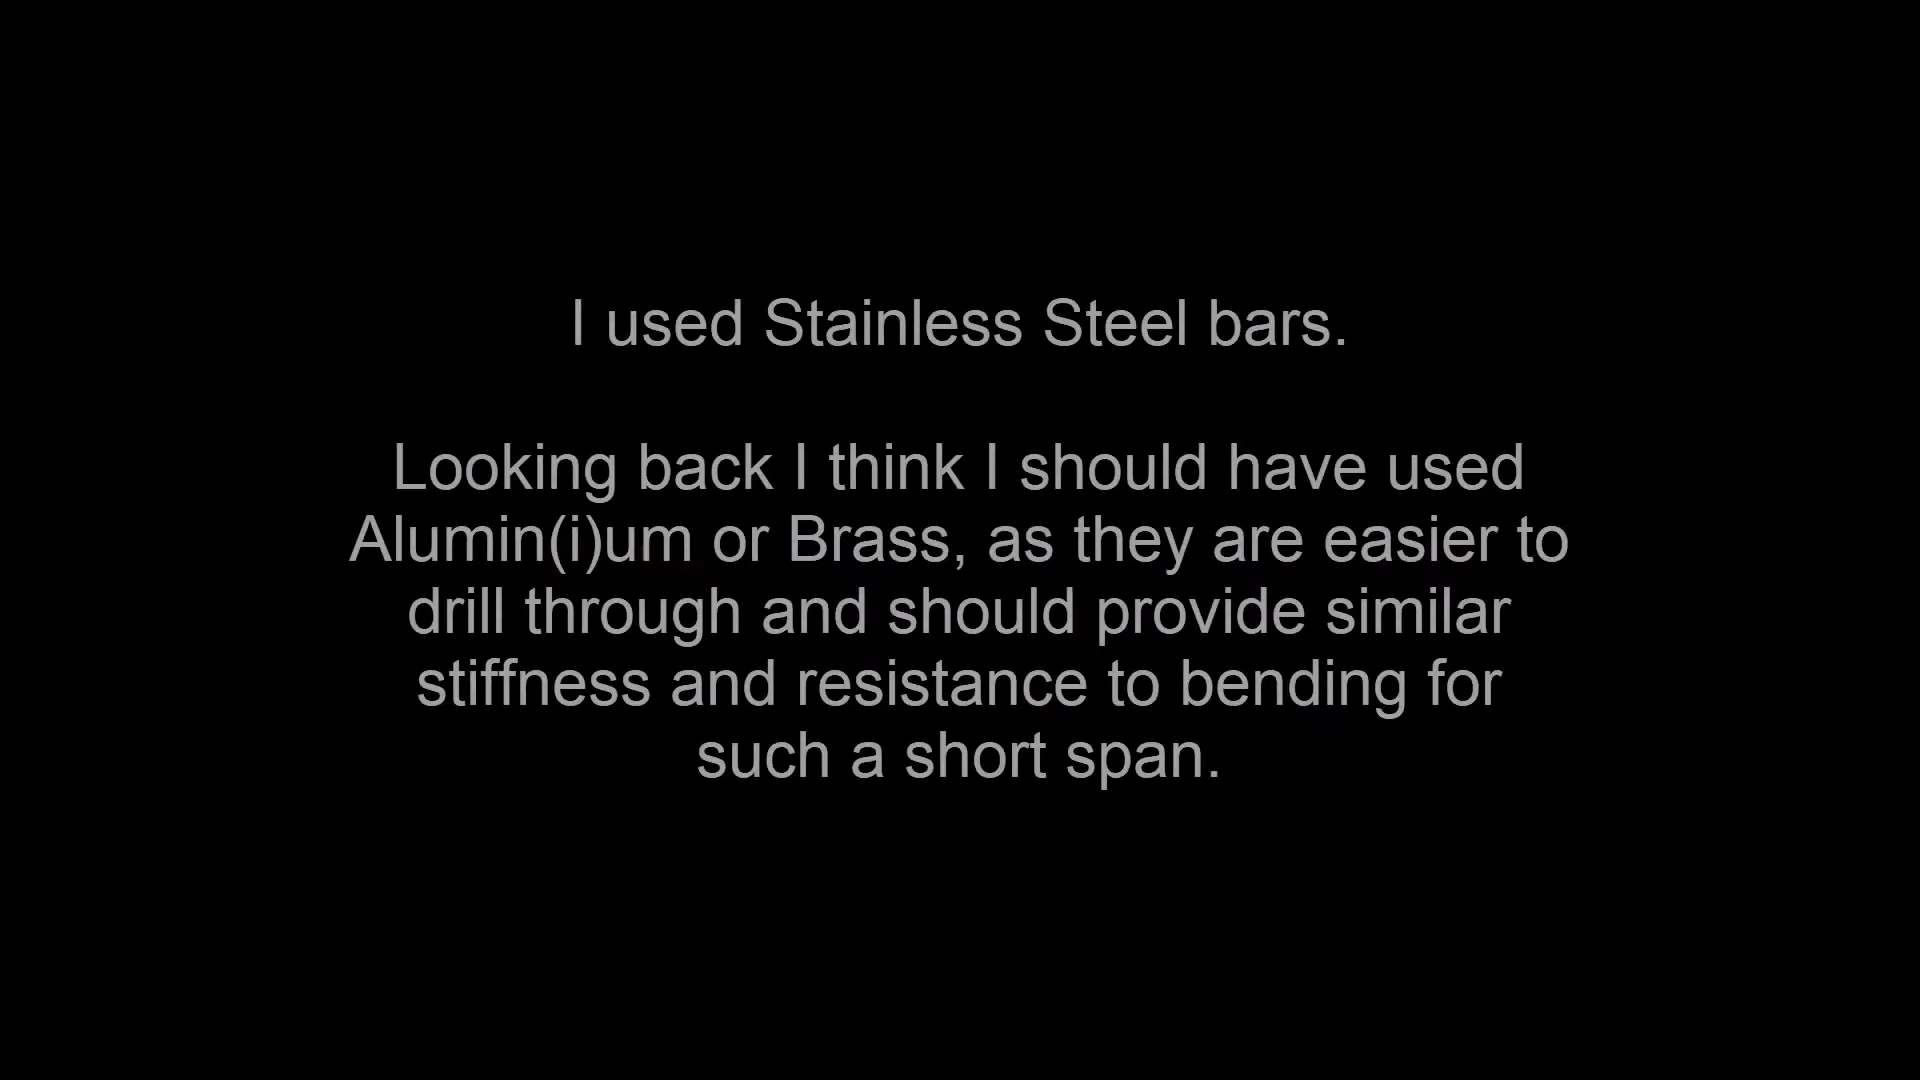 I used Stainless Steel bars.
Looking back I think I should have used
Alumin(i)um or Brass, as they are easier to
drill through and should provide similar
stiffness and resistance to bending for
such a short span.